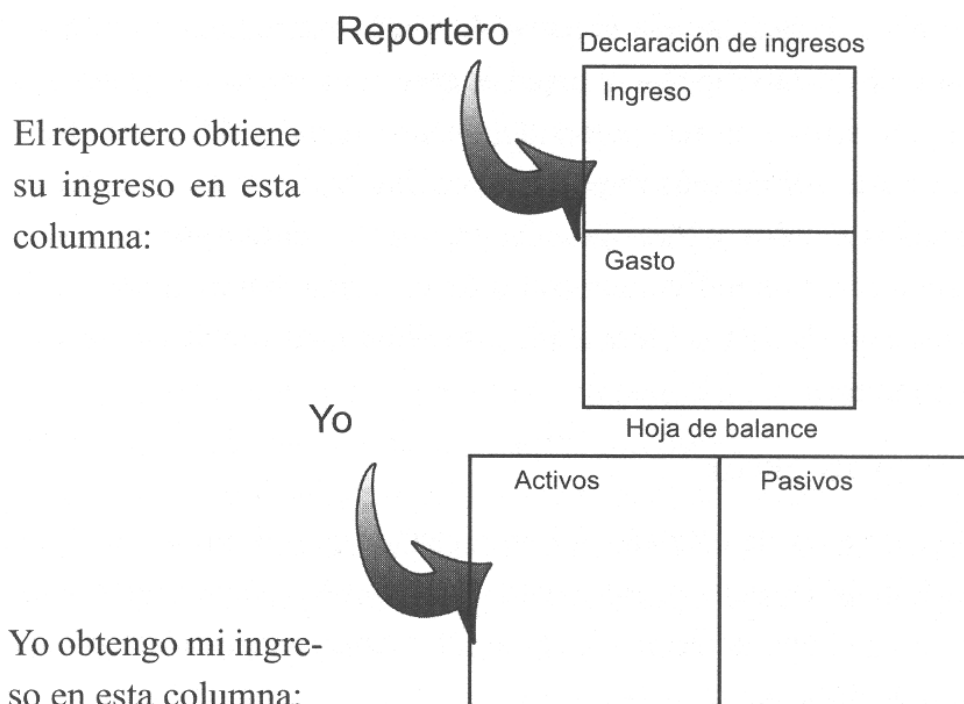 Reportero
Declaración de ingresos
Ingreso
El reportero obtiene
su ingreso en esta
columna:
Gasto
Yo
Hoja de balance
Activos
Pasivos
Yo obtengo mi ingre-
so en esta columna: